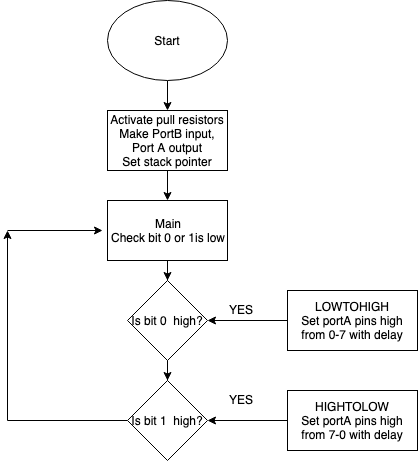 Start
Activate pull resistors
Make PortB input,
Port A output
Set stack pointer
Main
Check bit 0 or 1is low
Is bit 0  high?
YES
LOWTOHIGH
Set portA pins high
from 0-7 with delay
Is bit 1  high?
YES
HIGHTOLOW
Set portA pins high
from 7-0 with delay